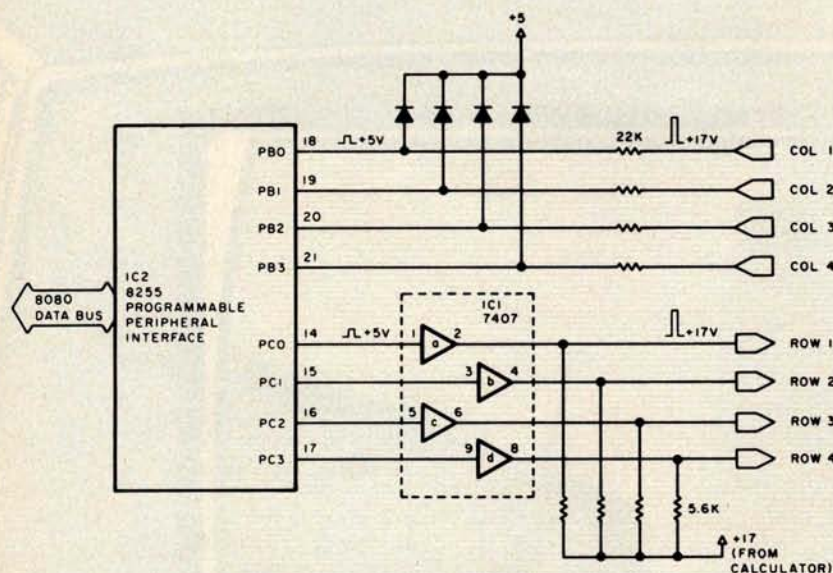 +5
18
+5V
22K
+17V
COL 1
PB0
19
PB1
COL 2
20
PB2
COL 3
21
PB3
COL 4
8080
DATA BUS
IC2
8255
PROGRAMMABLE
PERIPHERAL
INTERFACE
IC1
7407
14
+5V
1
a
2
+17V
PC0
ROW 1
15
3
b
4
PC1
ROW 2
16
5
c
6
PC2
ROW 3
17
9
d
8
PC3
ROW 4
5.6K
+17
(FROM
CALCULATOR)